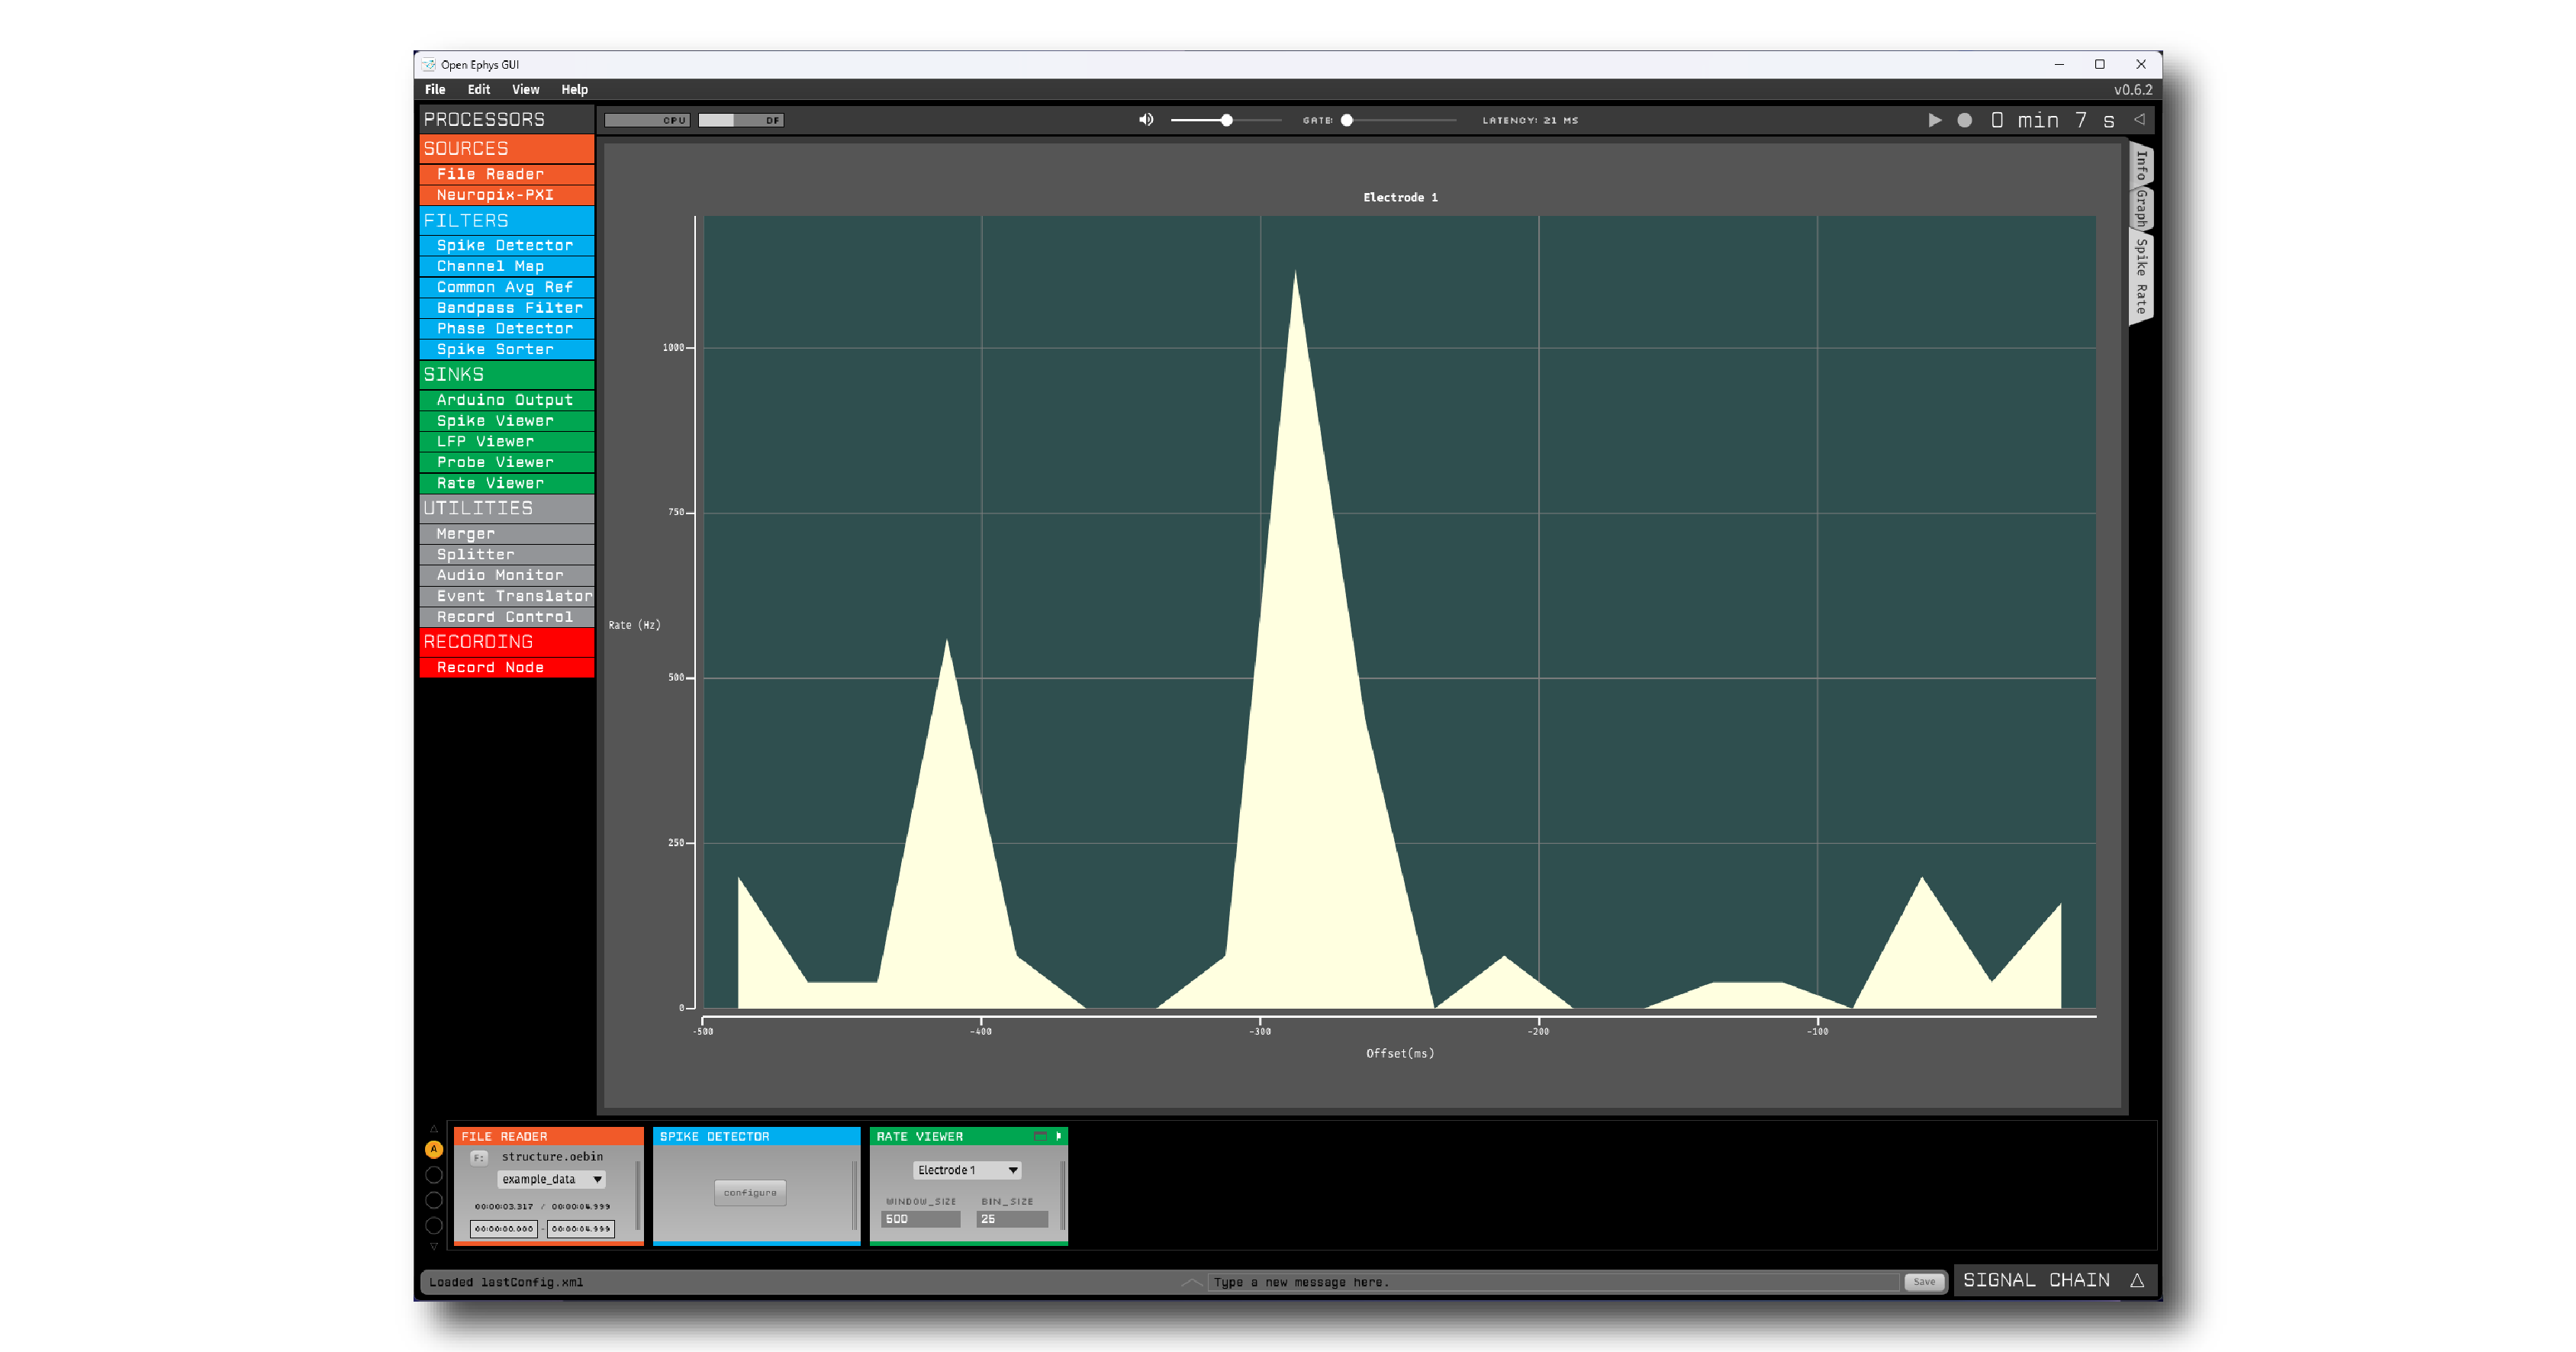 Open Ephys GUI
File Edit View Help
v0.6.2
PROCESSORS
CPU DF
GATE: LATENCY: 21 MS
0 min 7 s
SOURCES
File Reader
Neuropix-PXI
FILTERS
Spike Detector
Channel Map
Common Avg Ref
Bandpass Filter
Phase Detector
Spike Sorter
SINKS
Arduino Output
Spike Viewer
LFP Viewer
Probe Viewer
Rate Viewer
UTILITIES
Merger
Splitter
Audio Monitor
Event Translator
Record Control
RECORDING
Record Node
Info
Graph
Spike Rate
Electrode 1
1000
750
Rate (Hz)
500
250
0
-500 -400 -300 -200 -100
Offset(ms)
A
FILE READER
F: structure.oebin
example_data
00:00:03.317 / 00:00:04.999
00:00:00.000 - 00:00:04.999
SPIKE DETECTOR
configure
RATE VIEWER
Electrode 1
WINDOW_SIZE BIN_SIZE
500 25
Loaded lastConfig.xml
Type a new message here.
Save
SIGNAL CHAIN